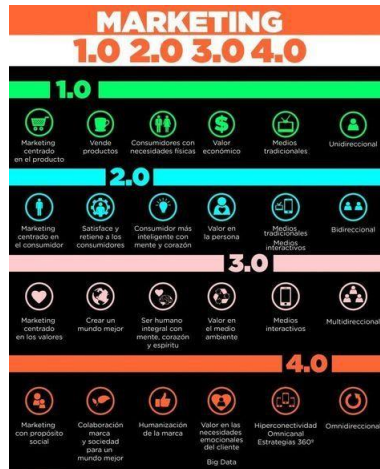 MARKETING
1.0 2.0 3.0 4.0
1.0
Marketing
centrado
en el producto
Vende
productos
Consumidores con
necesidades físicas
Valor
económico
Medios
tradicionales
Unidireccional
2.0
Marketing
centrado en
el consumidor
Satisface y
retiene a los
consumidores
Consumidor más
inteligente con
mente y corazón
Valor en
la persona
Medios
tradicionales
Medios
interactivos
Bidireccional
3.0
Marketing
centrado
en los valores
Crear un
mundo mejor
Ser humano
integral con
mente, corazón
y espíritu
Valor en
el medio
ambiente
Medios
interactivos
Multidireccional
4.0
Marketing
con propósito
social
Colaboración
marca
y sociedad
para un
mundo mejor
Humanización
de la marca
Valor en las
necesidades
emocionales
del cliente
Big Data
Hiperconectividad
Omnicanal
Estrategias 360º
Omnidireccional